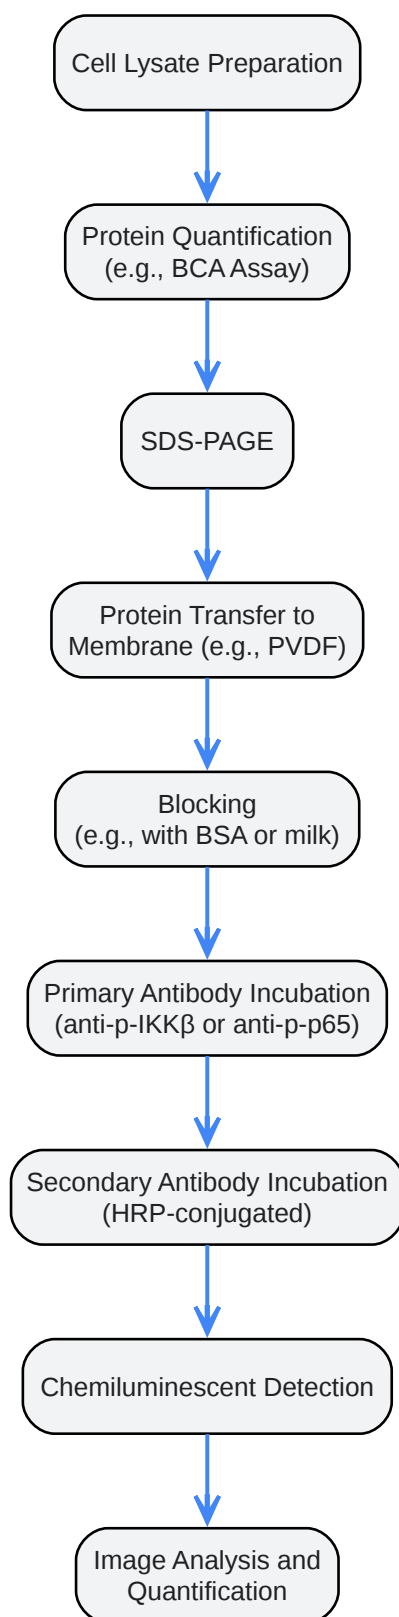 Cell Lysate Preparation
Protein Quantification
(e.g., BCA Assay)
SDS-PAGE
Protein Transfer to
Membrane (e.g., PVDF)
Blocking
(e.g., with BSA or milk)
Primary Antibody Incubation
(anti-p-IKKβ or anti-p-p65)
Secondary Antibody Incubation
(HRP-conjugated)
Chemiluminescent Detection
Image Analysis and
Quantification